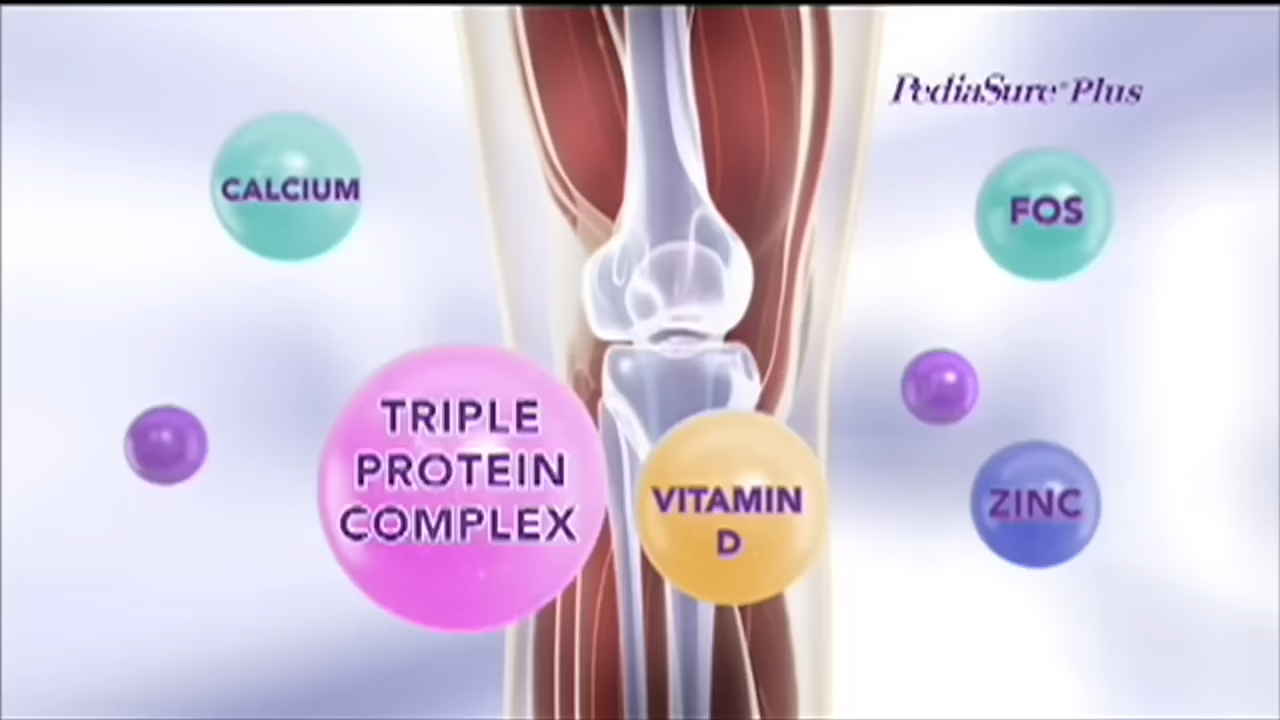 PediaSure® Plus
CALCIUM
FOS
TRIPLE
PROTEIN
COMPLEX
VITAMIN
D
ZINC